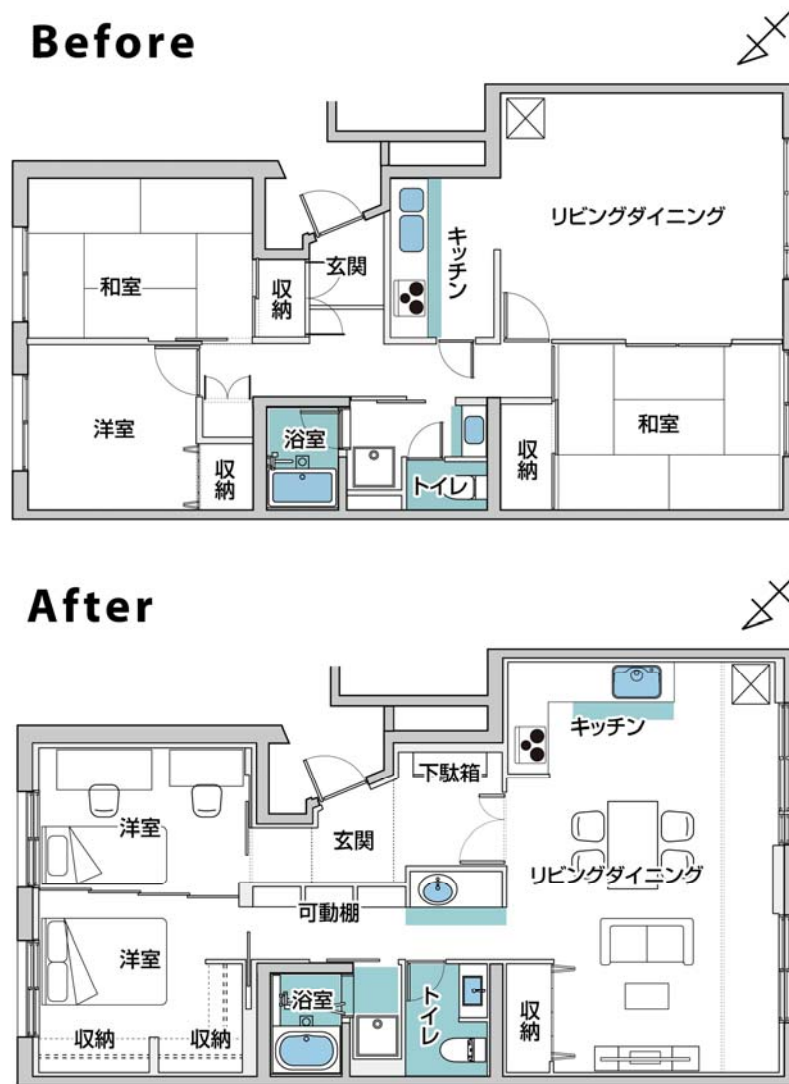 Before
リビングダイニング
キッチン
玄関
和室
収納
洋室
収納
浴室
トイレ
収納
和室
After
キッチン
下駄箱
洋室
玄関
リビングダイニング
可動棚
洋室
浴室
トイレ
収納
収納
収納